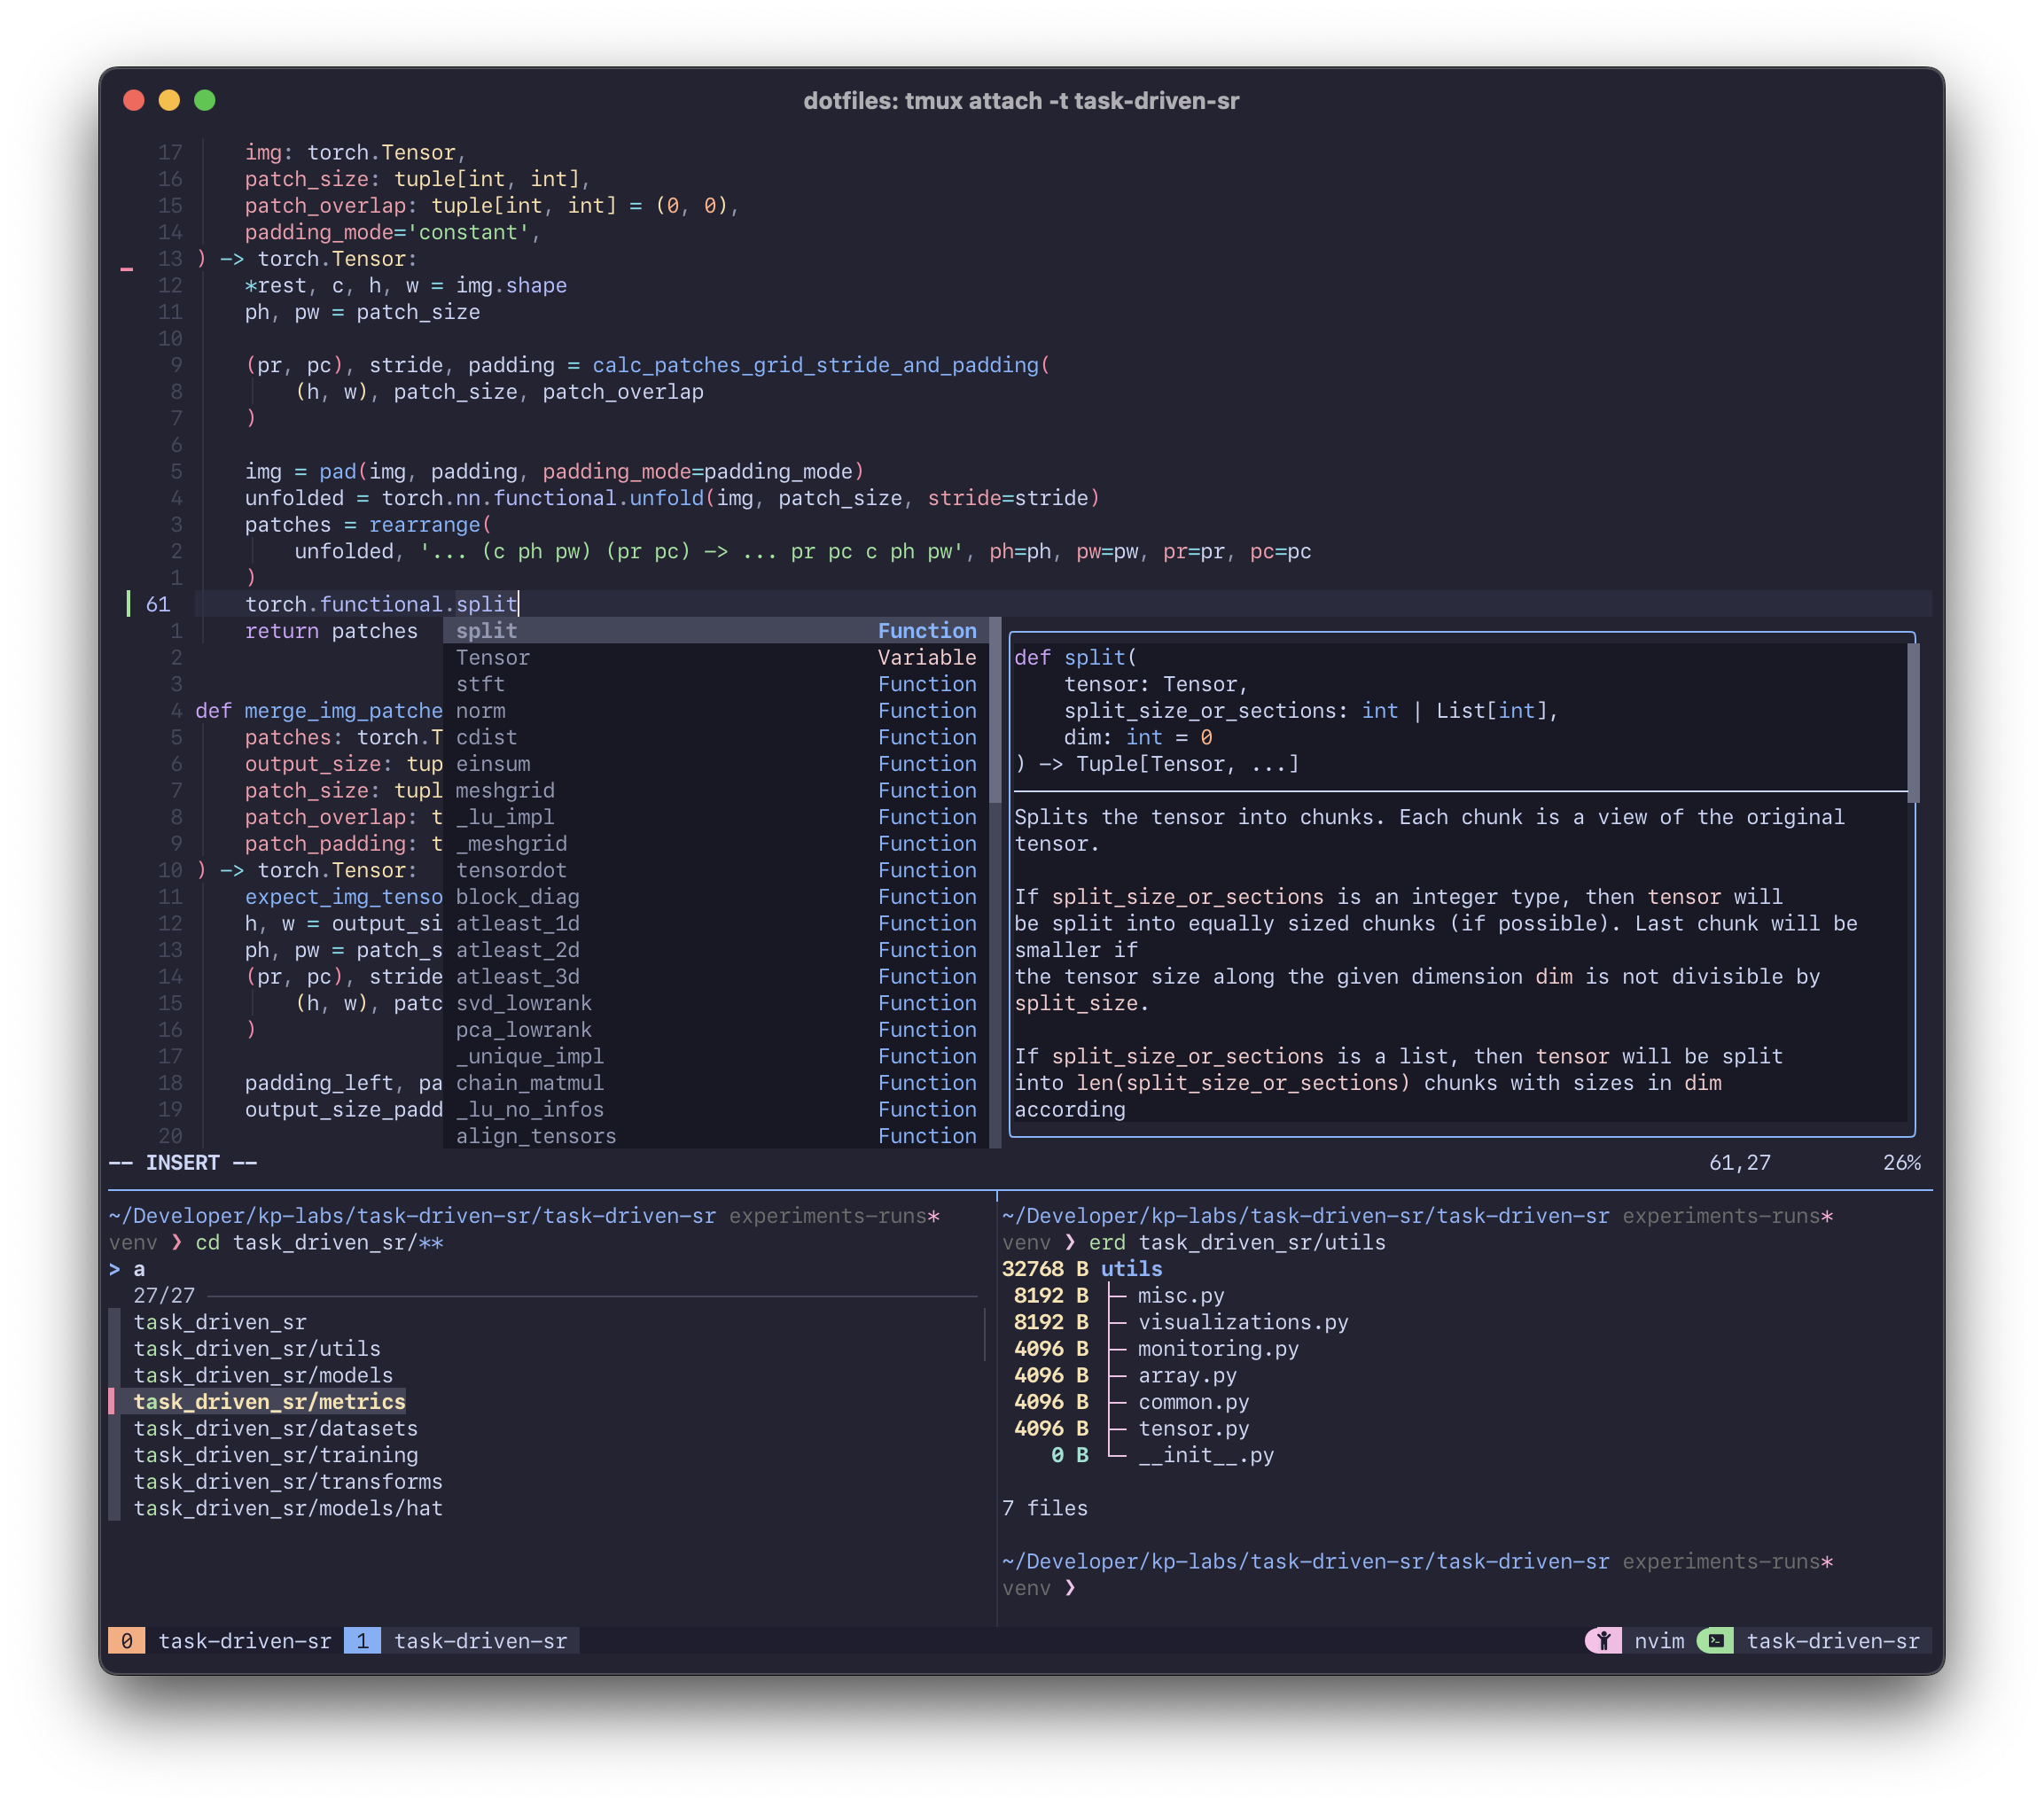 dotfiles: tmux attach -t task-driven-sr
17     img: torch.Tensor,
16     patch_size: tuple[int, int],
15     patch_overlap: tuple[int, int] = (0, 0),
14     padding_mode='constant',
13 ) -> torch.Tensor:
12     *rest, c, h, w = img.shape
11     ph, pw = patch_size
10
9     (pr, pc), stride, padding = calc_patches_grid_stride_and_padding(
8         (h, w), patch_size, patch_overlap
7     )
6
5     img = pad(img, padding, padding_mode=padding_mode)
4     unfolded = torch.nn.functional.unfold(img, patch_size, stride=stride)
3     patches = rearrange(
2         unfolded, '... (c ph pw) (pr pc) -> ... pr pc c ph pw', ph=ph, pw=pw, pr=pr, pc=pc
1     )
61     torch.functional.split
1     return patches
2
3
4 def merge_img_patche
5     patches: torch.T
6     output_size: tup
7     patch_size: tupl
8     patch_overlap: t
9     patch_padding: t
10 ) -> torch.Tensor:
11     expect_img_tenso
12     h, w = output_si
13     ph, pw = patch_s
14     (pr, pc), stride
15         (h, w), patc
16     )
17
18     padding_left, pa
19     output_size_padd
20
split Function
Tensor Variable
stft Function
norm Function
cdist Function
einsum Function
meshgrid Function
_lu_impl Function
_meshgrid Function
tensordot Function
block_diag Function
atleast_1d Function
atleast_2d Function
atleast_3d Function
svd_lowrank Function
pca_lowrank Function
_unique_impl Function
chain_matmul Function
_lu_no_infos Function
align_tensors Function
def split(
    tensor: Tensor,
    split_size_or_sections: int | List[int],
    dim: int = 0
) -> Tuple[Tensor, ...]
Splits the tensor into chunks. Each chunk is a view of the original
tensor.
If split_size_or_sections is an integer type, then tensor will
be split into equally sized chunks (if possible). Last chunk will be
smaller if
the tensor size along the given dimension dim is not divisible by
split_size.
If split_size_or_sections is a list, then tensor will be split
into len(split_size_or_sections) chunks with sizes in dim
according
-- INSERT -- 61,27 26%
~/Developer/kp-labs/task-driven-sr/task-driven-sr experiments-runs*
venv ❯ cd task_driven_sr/**
> a
27/27
task_driven_sr
task_driven_sr/utils
task_driven_sr/models
task_driven_sr/metrics
task_driven_sr/datasets
task_driven_sr/training
task_driven_sr/transforms
task_driven_sr/models/hat
~/Developer/kp-labs/task-driven-sr/task-driven-sr experiments-runs*
venv ❯ erd task_driven_sr/utils
32768 B utils
8192 B ├─ misc.py
8192 B ├─ visualizations.py
4096 B ├─ monitoring.py
4096 B ├─ array.py
4096 B ├─ common.py
4096 B ├─ tensor.py
0 B └─ __init__.py
7 files
~/Developer/kp-labs/task-driven-sr/task-driven-sr experiments-runs*
venv ❯
0 task-driven-sr 1 task-driven-sr nvim task-driven-sr